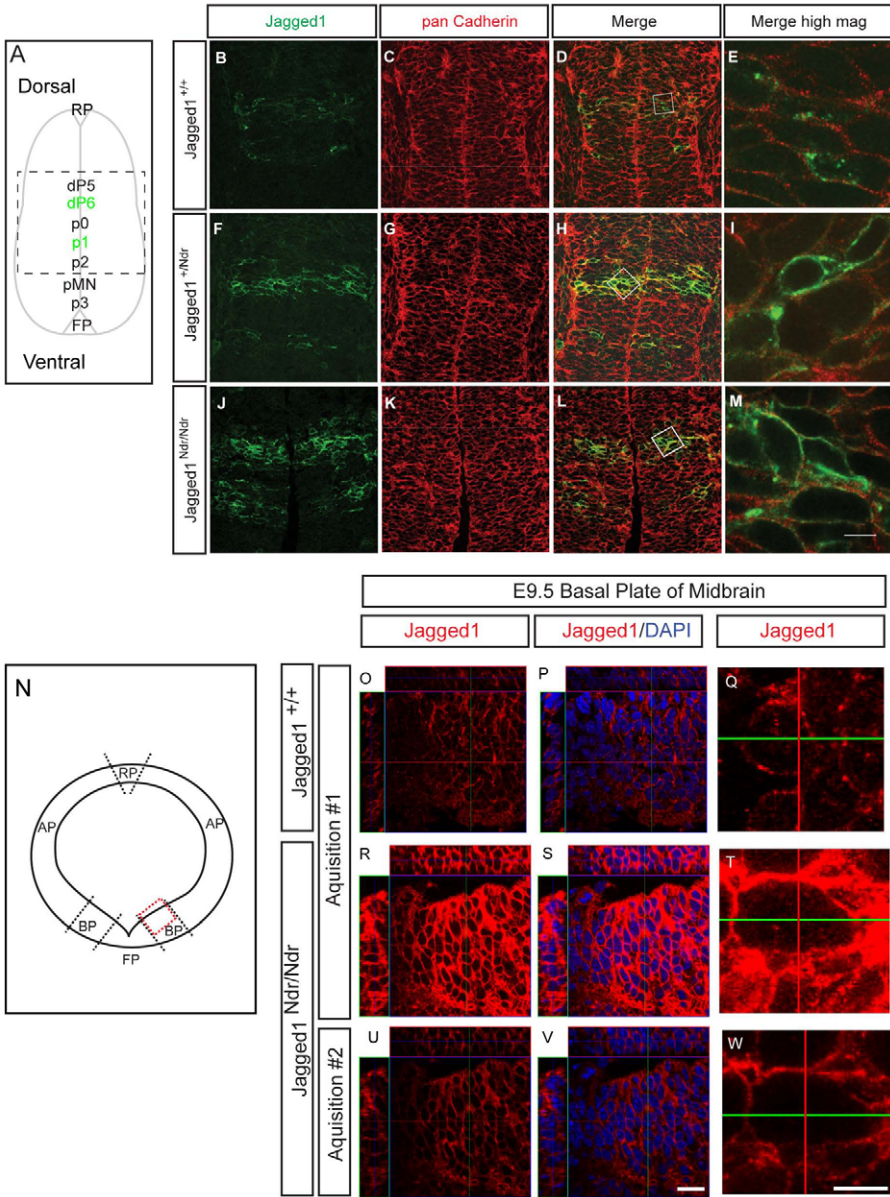 Jagged1
pan Cadherin
Merge
Merge high mag
A
Dorsal
RP
dP5
dP6
p0
p1
p2
pMN
p3
FP
Ventral
Jagged1 +/+
B
C
D
E
Jagged1 +/Ndr
F
G
H
I
Jagged1 Ndr/Ndr
J
K
L
M
E9.5 Basal Plate of Midbrain
Jagged1
Jagged1/DAPI
Jagged1
N
RP
AP
AP
BP
BP
FP
Jagged1 +/+
Jagged1 Ndr/Ndr
Aquisition #1
Aquisition #2
O
P
Q
R
S
T
U
V
W